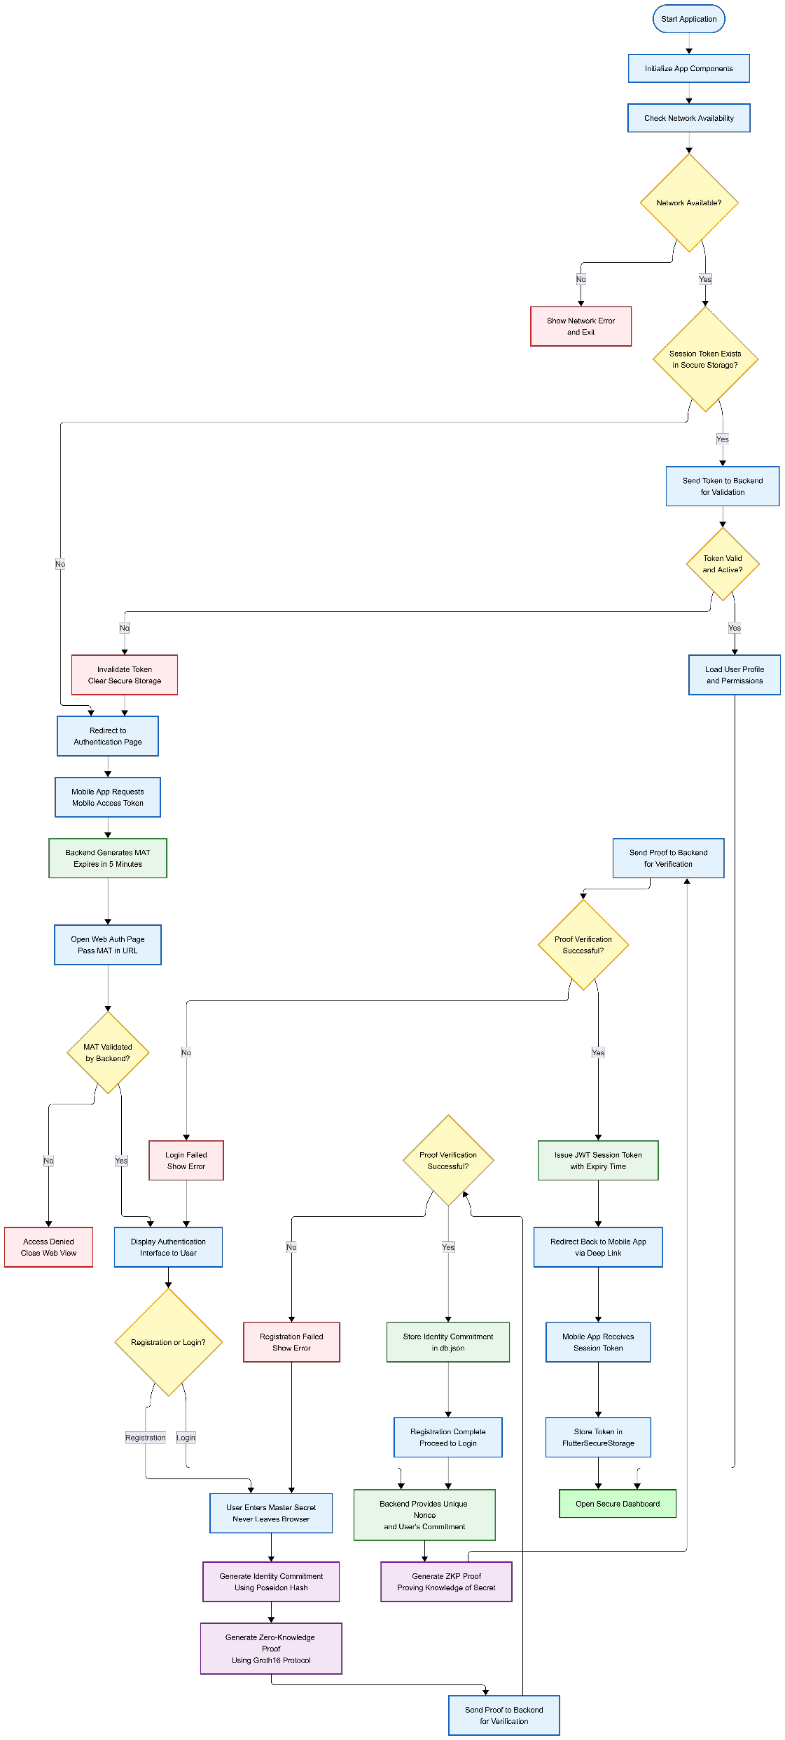 Start Application
Initialize App Components
Check Network Availability
Network Available?
No
Yes
Show Network Error
and Exit
Session Token Exists
in Secure Storage?
Yes
Send Token to Backend
for Validation
No
Token Valid
and Active?
No
Yes
Invalidate Token
Clear Secure Storage
Load User Profile
and Permissions
Redirect to
Authentication Page
Mobile App Requests
Mobile Access Token
Backend Generates MAT
Expires in 5 Minutes
Send Proof to Backend
for Verification
Open Web Auth Page
Pass MAT in URL
Proof Verification
Successful?
MAT Validated
by Backend?
No
Yes
No
Yes
Login Failed
Show Error
Proof Verification
Successful?
Issue JWT Session Token
with Expiry Time
Access Denied
Close Web View
Display Authentication
Interface to User
No
Yes
Redirect Back to Mobile App
via Deep Link
Registration or Login?
Registration Failed
Show Error
Store Identity Commitment
in db.json
Mobile App Receives
Session Token
Registration
Login
Registration Complete
Proceed to Login
Store Token in
FlutterSecureStorage
User Enters Master Secret
Never Leaves Browser
Backend Provides Unique
Nonce
and User's Commitment
Open Secure Dashboard
Generate Identity Commitment
Using Poseidon Hash
Generate ZKP Proof
Proving Knowledge of Secret
Generate Zero-Knowledge
Proof
Using Groth16 Protocol
Send Proof to Backend
for Verification